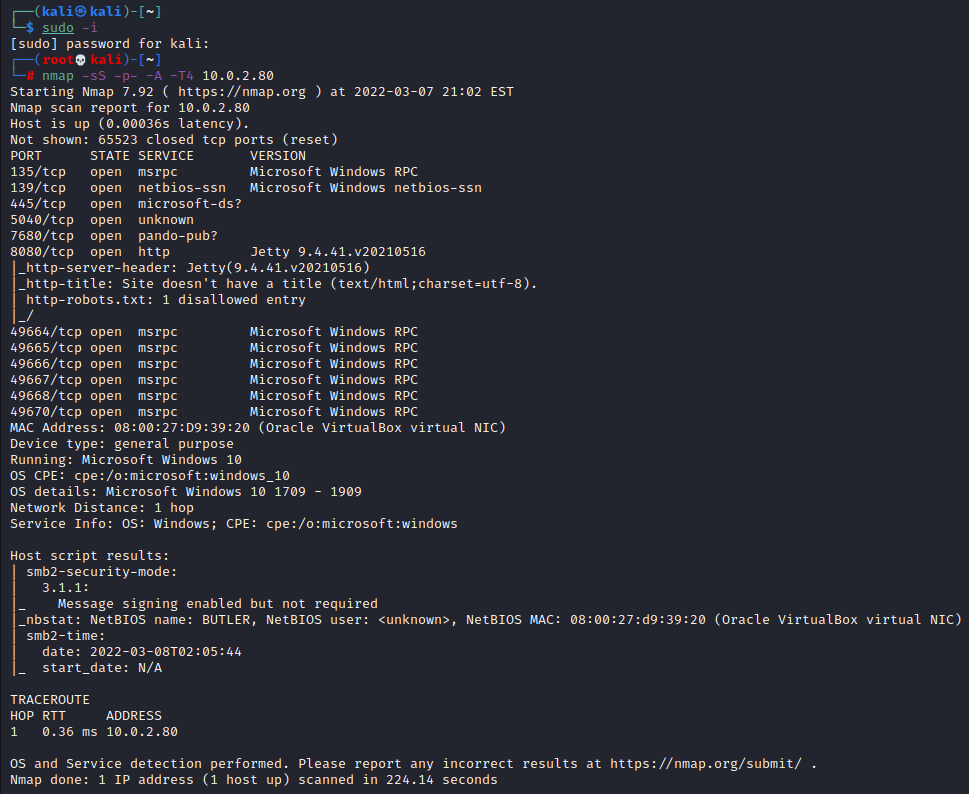 ┌──(kali㉿kali)-[~]
└─$ sudo -i
[sudo] password for kali:
┌──(root💀kali)-[~]
└─# nmap -sS -p- -A -T4 10.0.2.80
Starting Nmap 7.92 ( https://nmap.org ) at 2022-03-07 21:02 EST
Nmap scan report for 10.0.2.80
Host is up (0.00036s latency).
Not shown: 65523 closed tcp ports (reset)
PORT      STATE SERVICE       VERSION
135/tcp   open  msrpc         Microsoft Windows RPC
139/tcp   open  netbios-ssn   Microsoft Windows netbios-ssn
445/tcp   open  microsoft-ds?
5040/tcp  open  unknown
7680/tcp  open  pando-pub?
8080/tcp  open  http          Jetty 9.4.41.v20210516
|_http-server-header: Jetty(9.4.41.v20210516)
|_http-title: Site doesn't have a title (text/html;charset=utf-8).
| http-robots.txt: 1 disallowed entry
|_/
49664/tcp open  msrpc         Microsoft Windows RPC
49665/tcp open  msrpc         Microsoft Windows RPC
49666/tcp open  msrpc         Microsoft Windows RPC
49667/tcp open  msrpc         Microsoft Windows RPC
49668/tcp open  msrpc         Microsoft Windows RPC
49670/tcp open  msrpc         Microsoft Windows RPC
MAC Address: 08:00:27:D9:39:20 (Oracle VirtualBox virtual NIC)
Device type: general purpose
Running: Microsoft Windows 10
OS CPE: cpe:/o:microsoft:windows_10
OS details: Microsoft Windows 10 1709 - 1909
Network Distance: 1 hop
Service Info: OS: Windows; CPE: cpe:/o:microsoft:windows

Host script results:
| smb2-security-mode:
|   3.1.1:
|_    Message signing enabled but not required
|_nbstat: NetBIOS name: BUTLER, NetBIOS user: <unknown>, NetBIOS MAC: 08:00:27:d9:39:20 (Oracle VirtualBox virtual NIC)
| smb2-time:
|   date: 2022-03-08T02:05:44
|_  start_date: N/A

TRACEROUTE
HOP RTT     ADDRESS
1   0.36 ms 10.0.2.80

OS and Service detection performed. Please report any incorrect results at https://nmap.org/submit/ .
Nmap done: 1 IP address (1 host up) scanned in 224.14 seconds